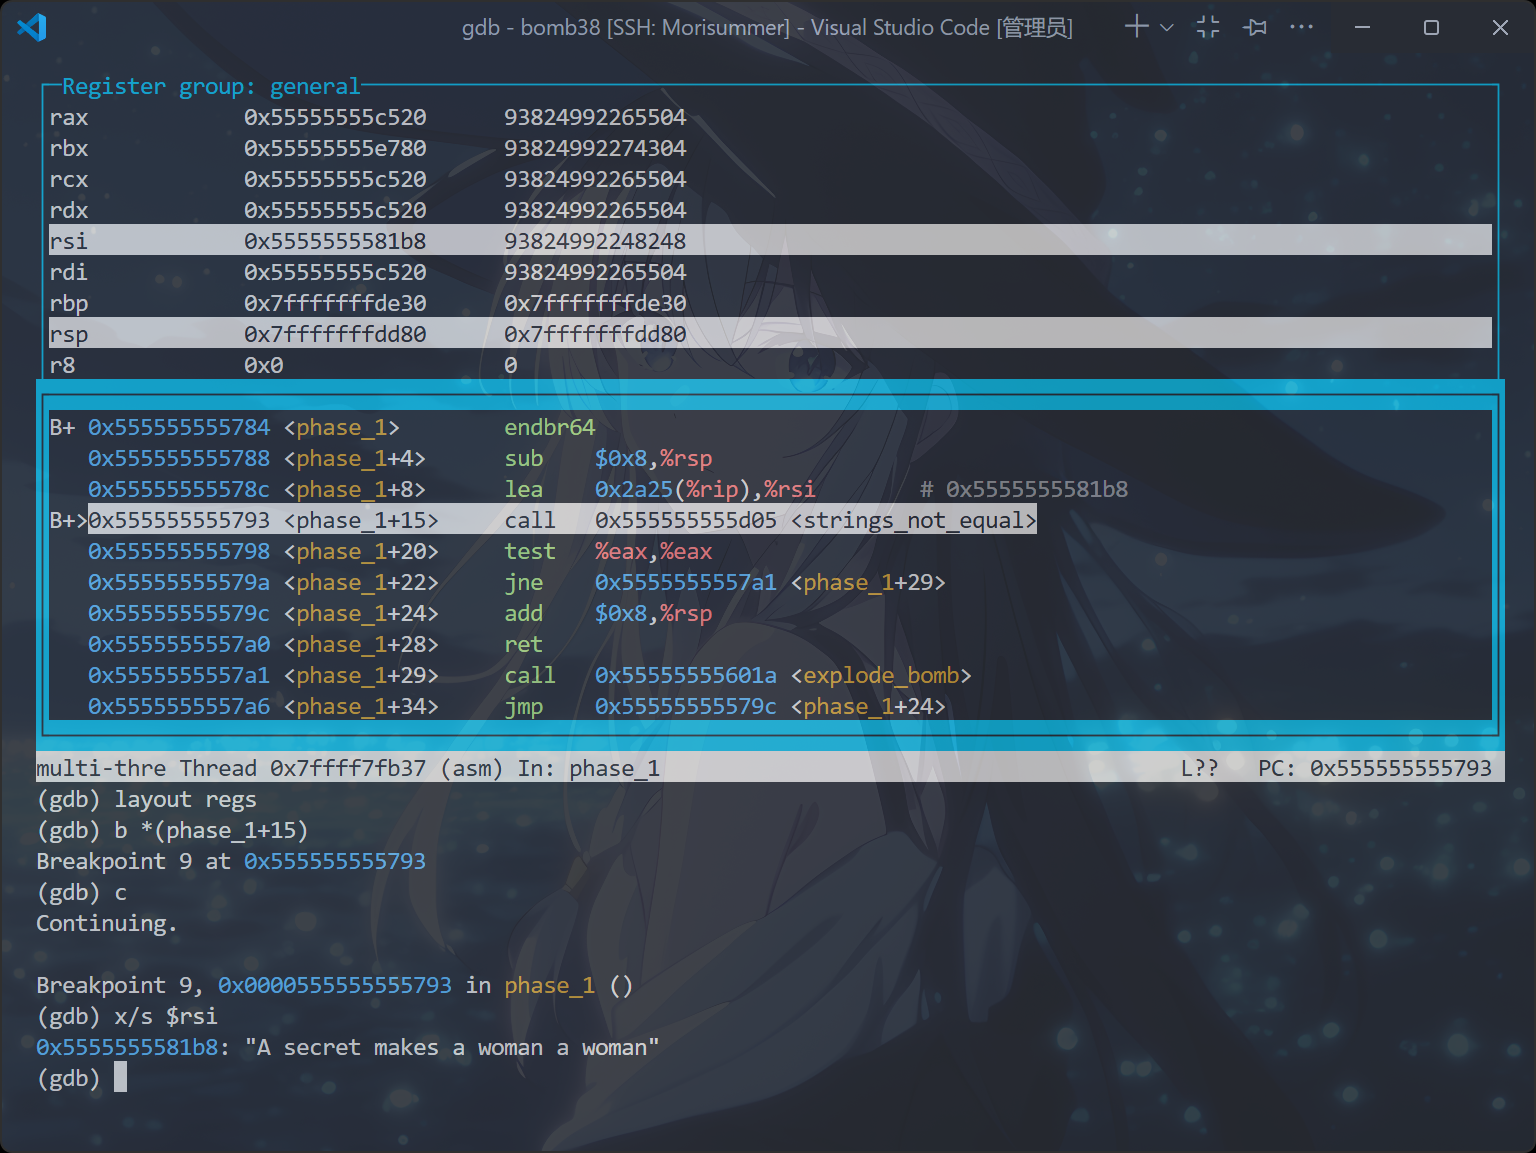 gdb - bomb38 [SSH: Morisummer] - Visual Studio Code [管理员]
Register group: general
rax 0x55555555c520 93824992265504
rbx 0x55555555e780 93824992274304
rcx 0x55555555c520 93824992265504
rdx 0x55555555c520 93824992265504
rsi 0x5555555581b8 93824992248248
rdi 0x55555555c520 93824992265504
rbp 0x7fffffffde30 0x7fffffffde30
rsp 0x7fffffffdd80 0x7fffffffdd80
r8 0x0 0
B+ 0x555555555784 <phase_1> endbr64
0x555555555788 <phase_1+4> sub $0x8,%rsp
0x55555555578c <phase_1+8> lea 0x2a25(%rip),%rsi # 0x5555555581b8
B+>0x555555555793 <phase_1+15> call 0x555555555d05 <strings_not_equal>
0x555555555798 <phase_1+20> test %eax,%eax
0x55555555579a <phase_1+22> jne 0x5555555557a1 <phase_1+29>
0x55555555579c <phase_1+24> add $0x8,%rsp
0x5555555557a0 <phase_1+28> ret
0x5555555557a1 <phase_1+29> call 0x55555555601a <explode_bomb>
0x5555555557a6 <phase_1+34> jmp 0x55555555579c <phase_1+24>
multi-thre Thread 0x7ffff7fb37 (asm) In: phase_1 L?? PC: 0x555555555793
(gdb) layout regs
(gdb) b *(phase_1+15)
Breakpoint 9 at 0x555555555793
(gdb) c
Continuing.
Breakpoint 9, 0x0000555555555793 in phase_1 ()
(gdb) x/s $rsi
0x5555555581b8: "A secret makes a woman a woman"
(gdb)